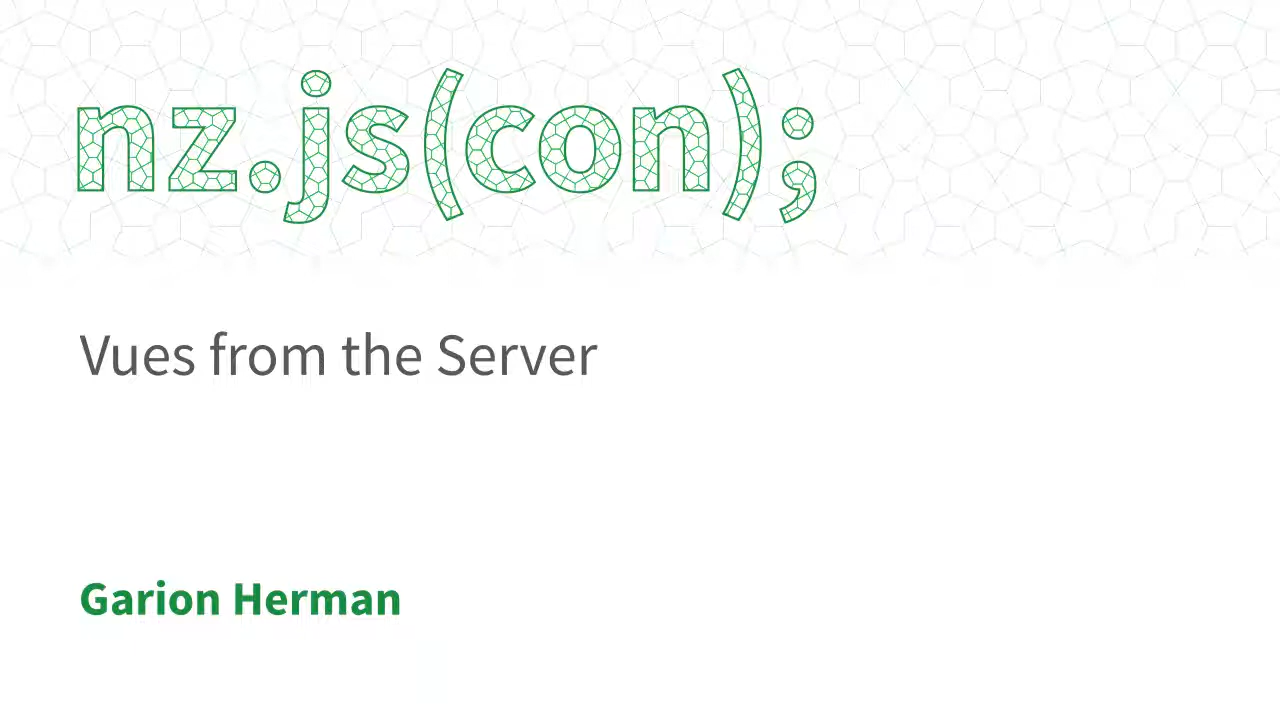 nz.js(con);
Vues from the Server
Garion Herman